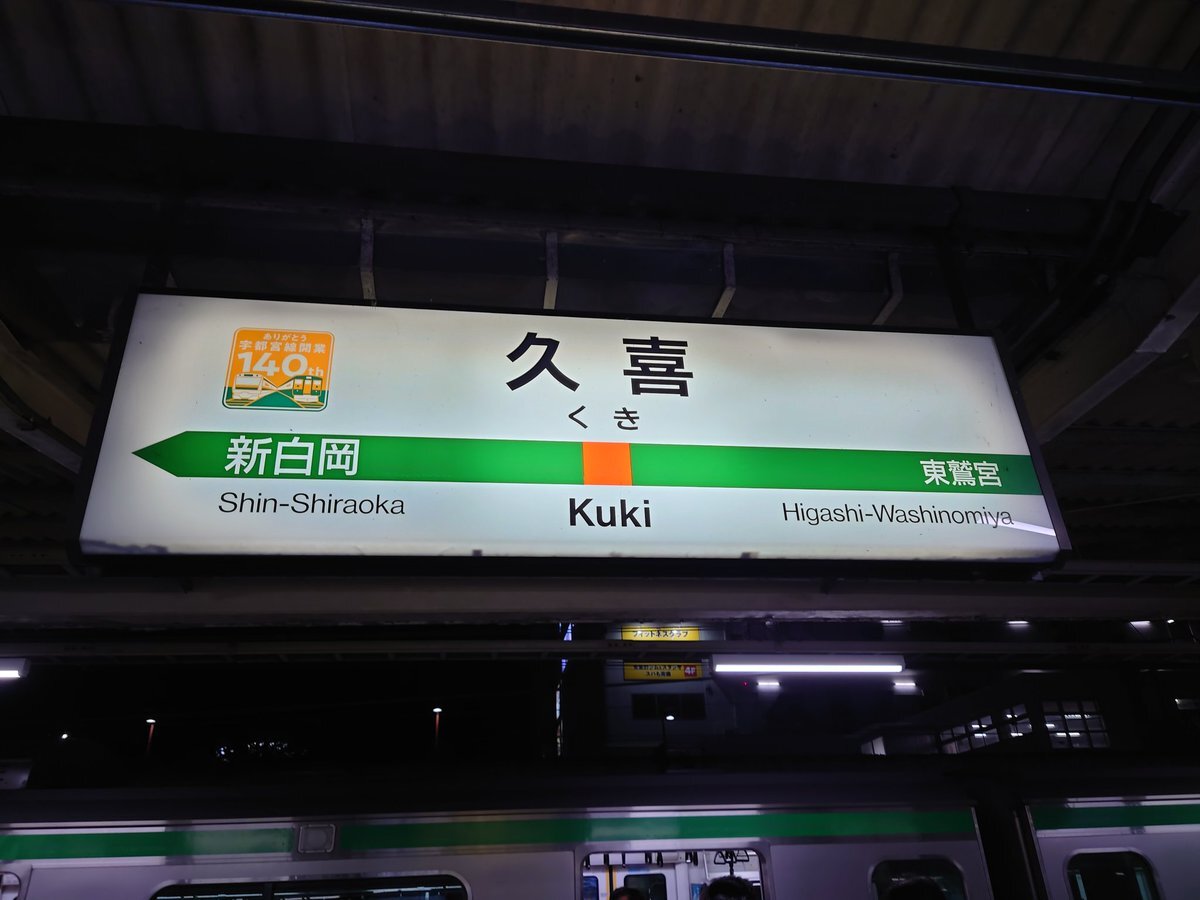 ありがとう
宇都宮線開業
140th
久喜
くき
新白岡
東鷲宮
Shin-Shiraoka
Kuki
Higashi-Washinomiya
フィットネスクラブ
4F